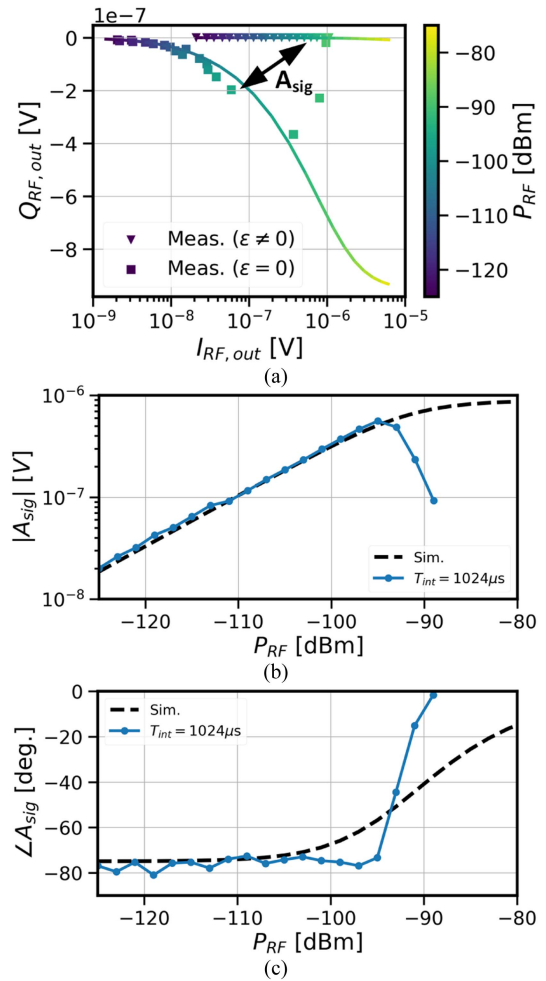 1e−7
0
−2
−4
−6
−8
Q_RF, out [V]
A_sig
Meas. (ε ≠ 0)
Meas. (ε = 0)
10^−9
10^−8
10^−7
10^−6
10^−5
I_RF, out [V]
−80
−90
−100
−110
−120
P_RF [dBm]
(a)
10^−6
10^−7
10^−8
|A_sig| [V]
Sim.
T_int = 1024μs
−120
−110
−100
−90
−80
P_RF [dBm]
(b)
0
−20
−40
−60
−80
∠A_sig [deg.]
Sim.
T_int = 1024μs
−120
−110
−100
−90
−80
P_RF [dBm]
(c)